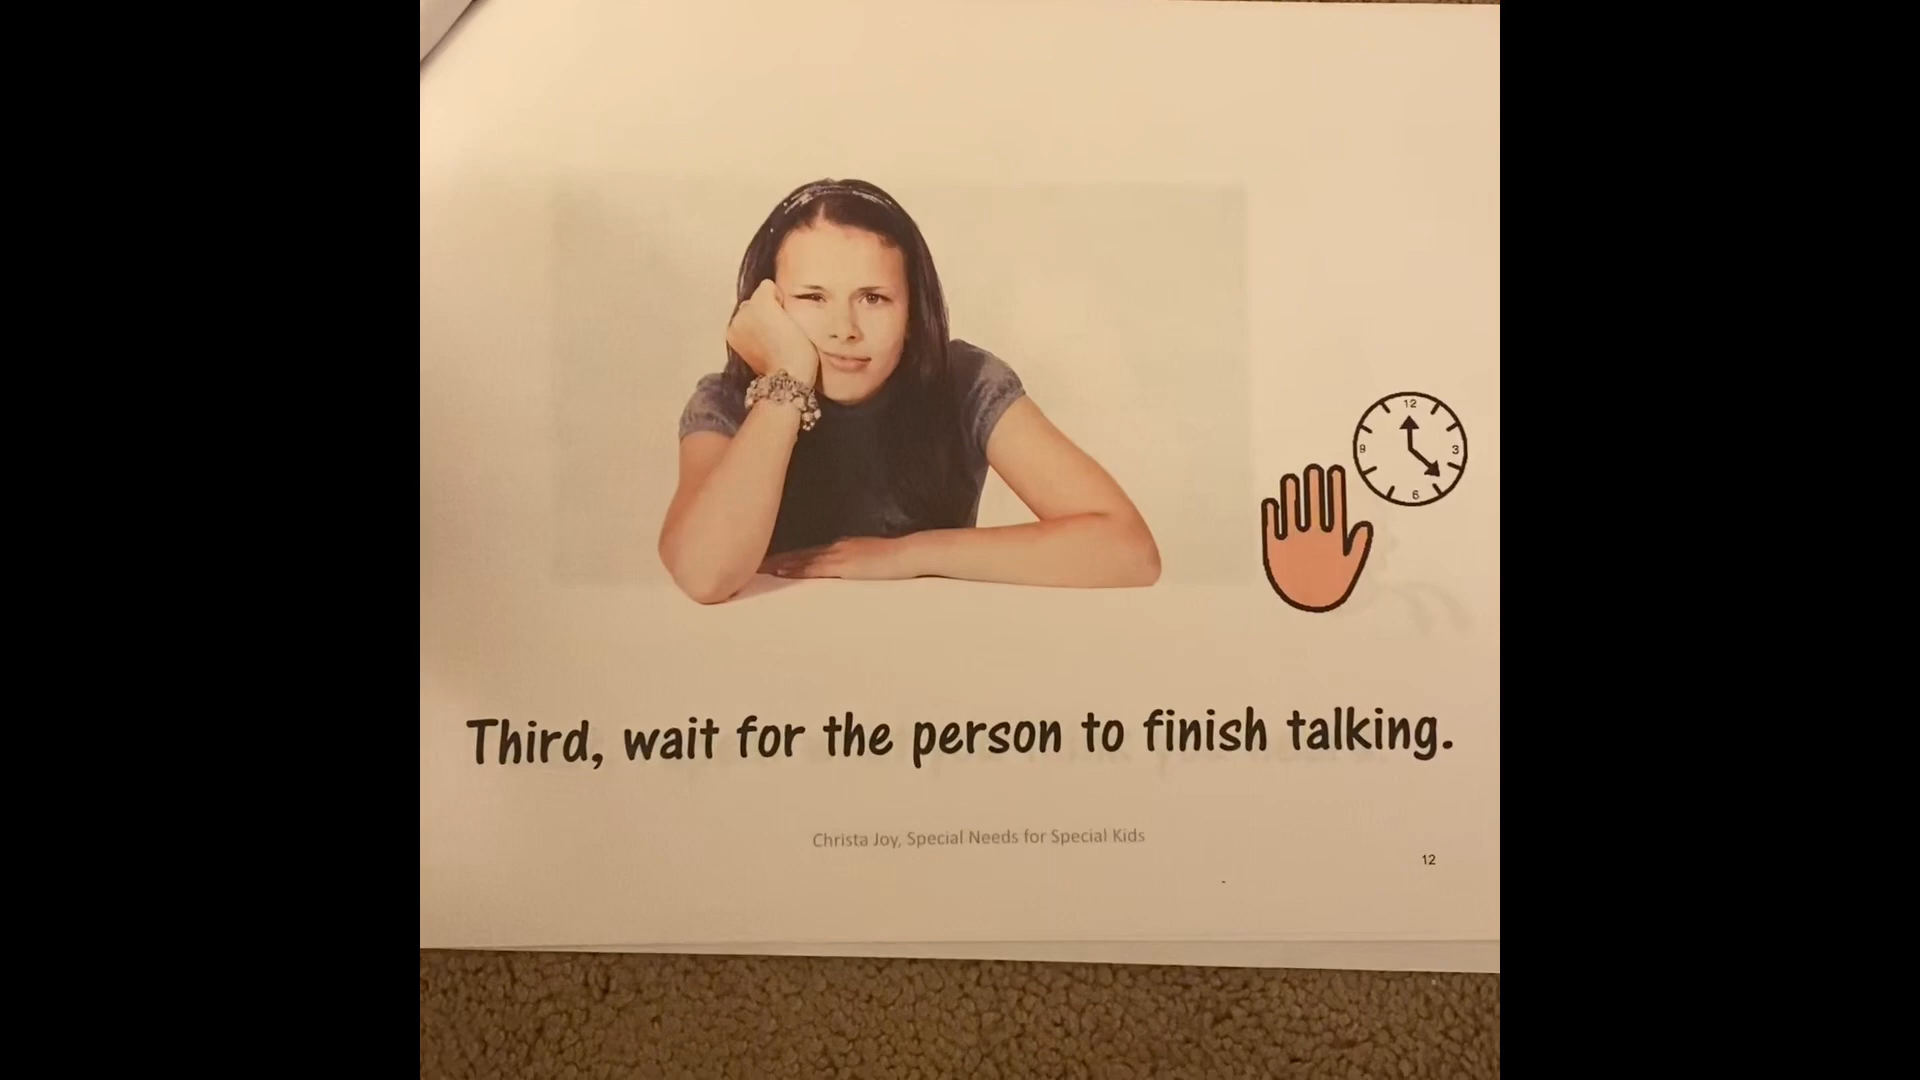 12
9
3
6
Third, wait for the person to finish talking.
Christa Joy, Special Needs for Special Kids
12